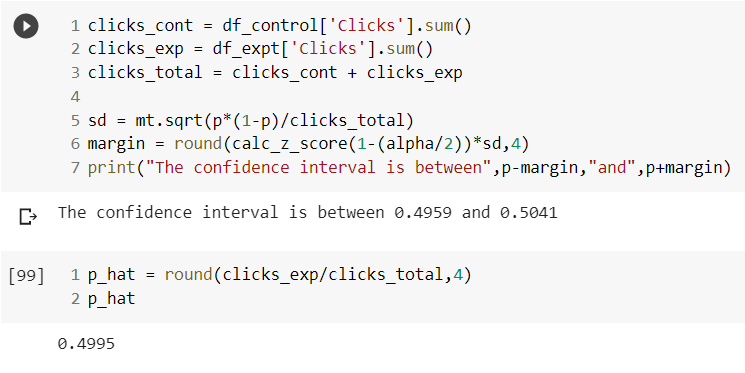 1 clicks_cont = df_control['Clicks'].sum()
2 clicks_exp = df_expt['Clicks'].sum()
3 clicks_total = clicks_cont + clicks_exp
4
5 sd = mt.sqrt(p*(1-p)/clicks_total)
6 margin = round(calc_z_score(1-(alpha/2))*sd,4)
7 print("The confidence interval is between",p-margin,"and",p+margin)
The confidence interval is between 0.4959 and 0.5041
[99] 1 p_hat = round(clicks_exp/clicks_total,4)
2 p_hat
0.4995